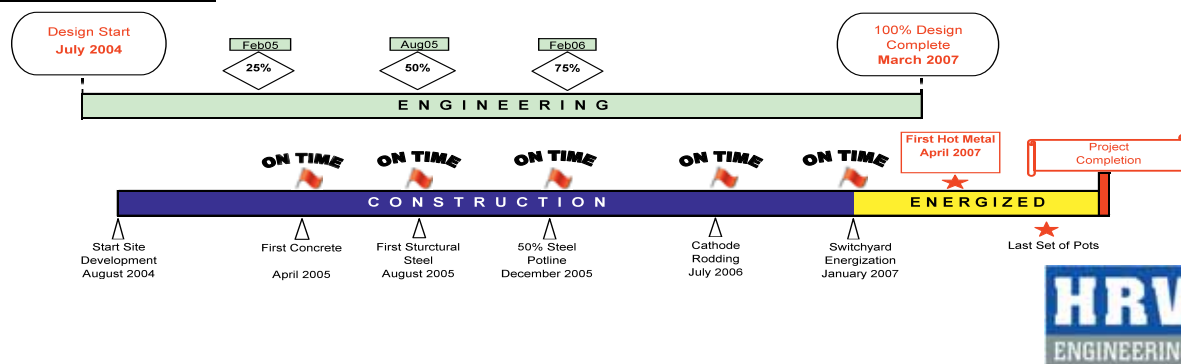 Design Start
July 2004
Feb05
25%
Aug05
50%
Feb06
75%
100% Design
Complete
March 2007
ENGINEERING
ON TIME
ON TIME
ON TIME
ON TIME
ON TIME
First Hot Metal
April 2007
Project
Completion
CONSTRUCTION
ENERGIZED
Start Site
Development
August 2004
First Concrete
April 2005
First Sturctural
Steel
August 2005
50% Steel
Potline
December 2005
Cathode
Rodding
July 2006
Switchyard
Energization
January 2007
Last Set of Pots
HRV
ENGINEERIN